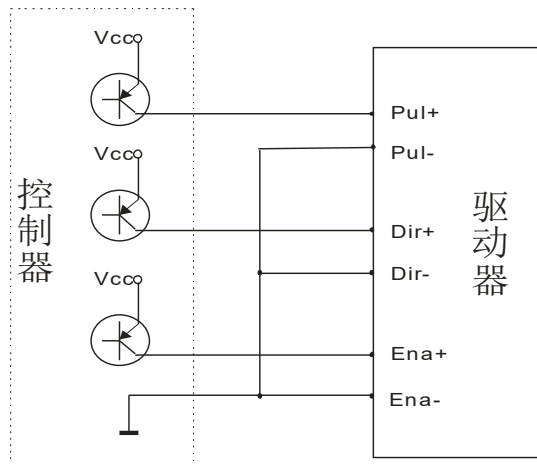 Vcc
Pul+
Pul-
Vcc
控制器
驱动器
Dir+
Dir-
Vcc
Ena+
Ena-